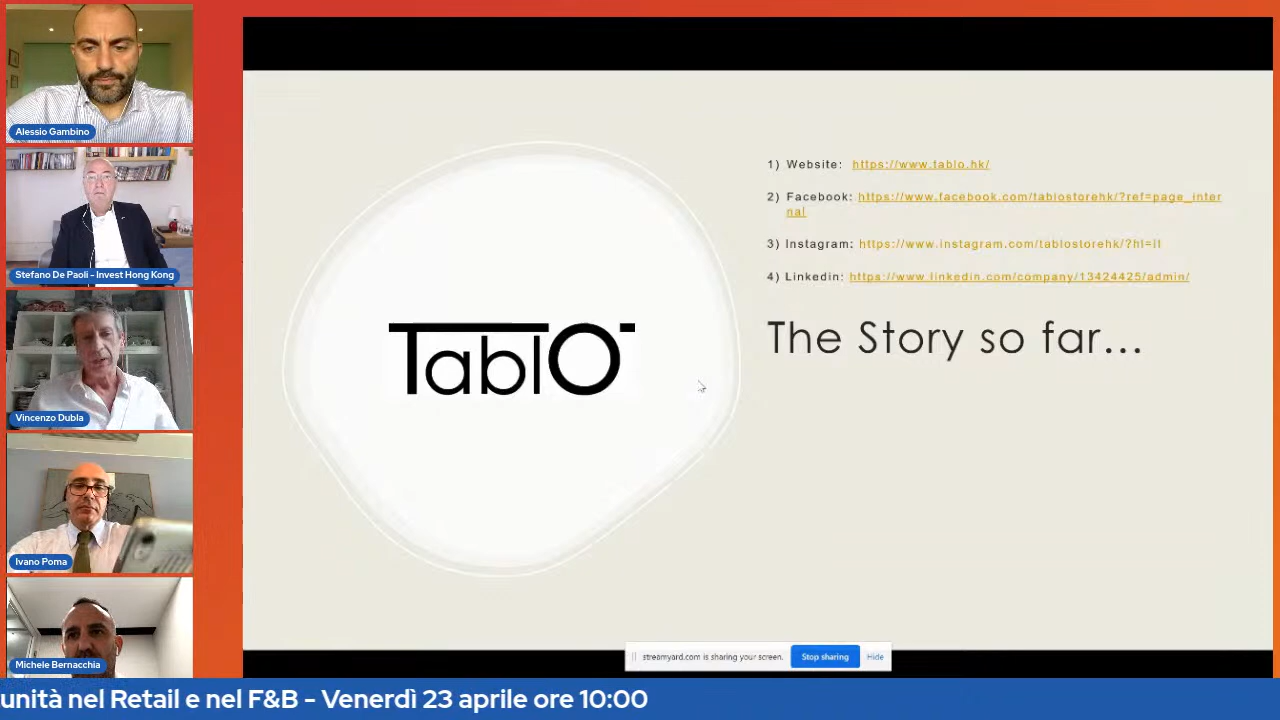 Alessio Gambino
Stefano De Paoli - Invest Hong Kong
Vincenzo Dubla
Ivano Poma
Michele Bernacchia
TablO
1) Website: https://www.tablo.hk/
2) Facebook: https://www.facebook.com/tablostorehk/?ref=page_inter
nal
3) Instagram: https://www.instagram.com/tablostorehk/?hl=it
4) Linkedin: https://www.linkedin.com/company/13424425/admin/
The Story so far...
streamyard.com is sharing your screen.
Stop sharing
Hide
unità nel Retail e nel F&B - Venerdì 23 aprile ore 10:00